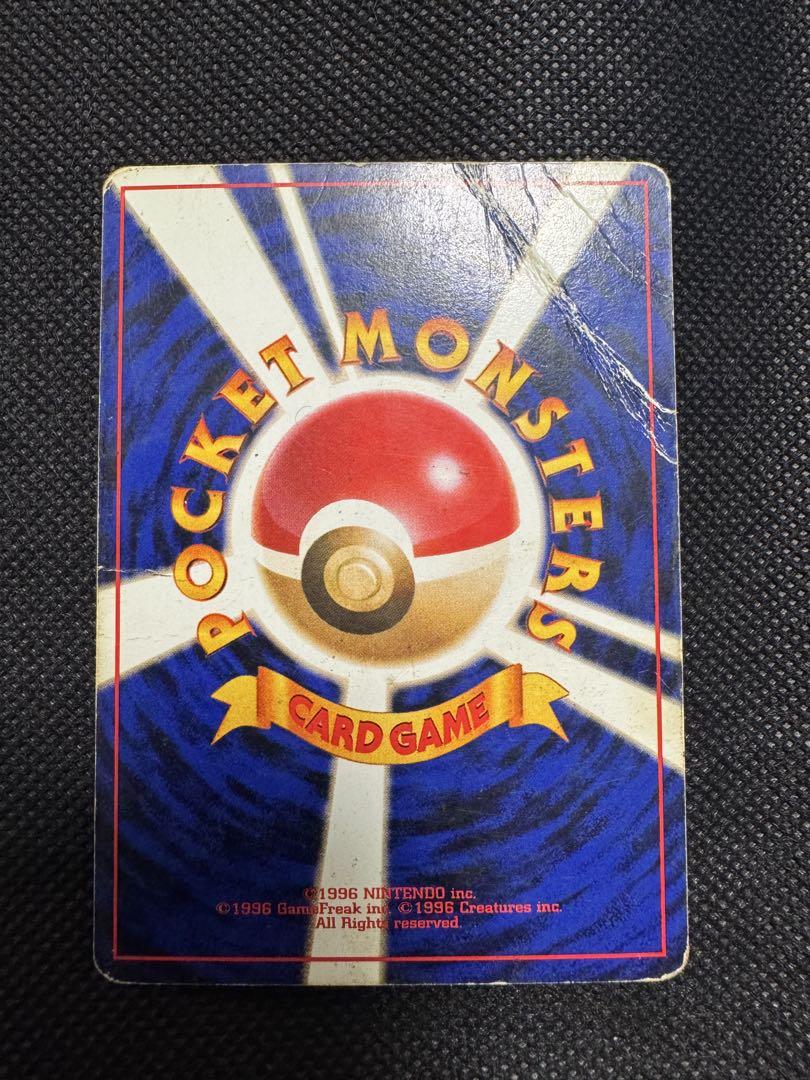 POCKET MONSTERS
CARD GAME
©1996 NINTENDO inc.
©1996 GameFreak inc. ©1996 Creatures inc.
All Rights reserved.